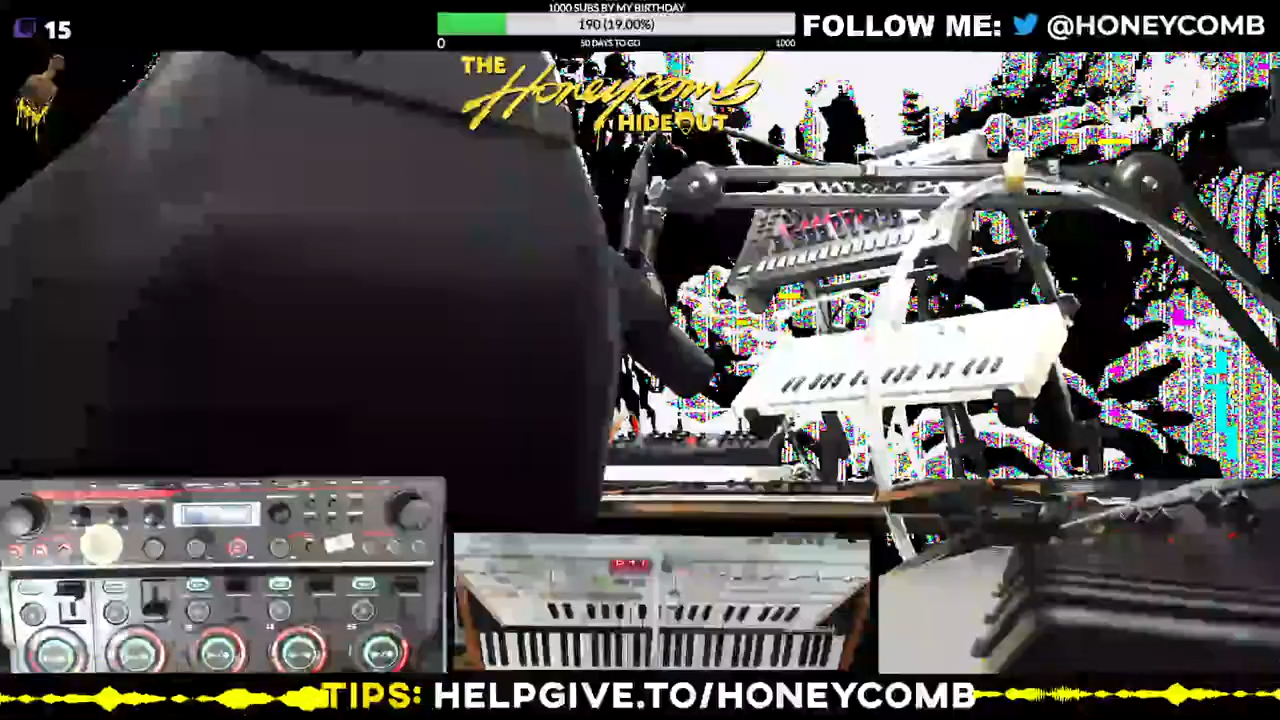 15
1000 SUBS BY MY BIRTHDAY
190 (19.00%)
0
50 DAYS TO GO
1000
FOLLOW ME: @HONEYCOMB
THE
Honeycomb
HIDEOUT
TIPS: HELPGIVE.TO/HONEYCOMB